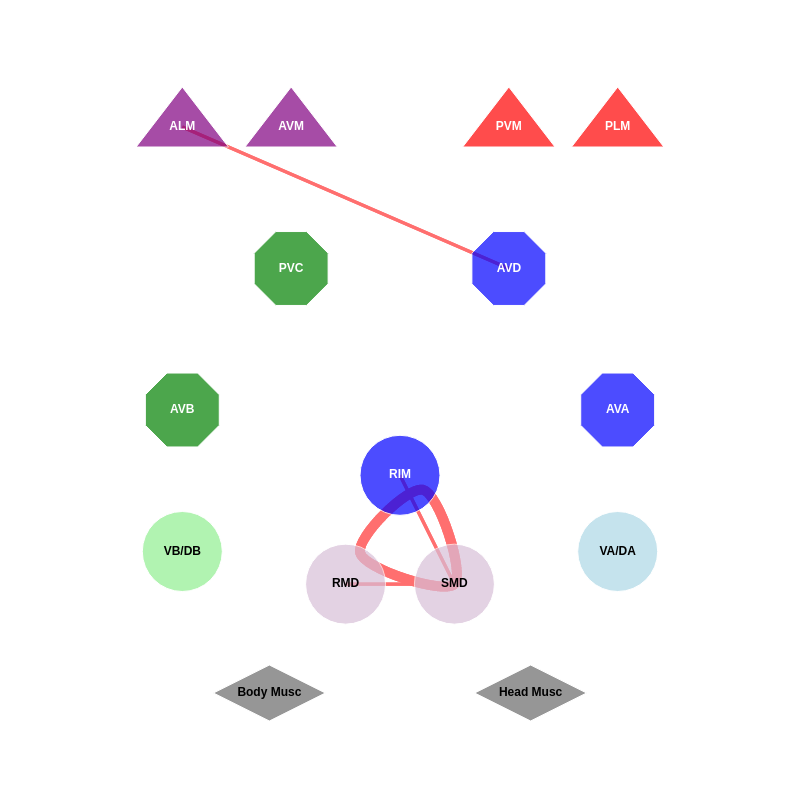 ALM
AVM
PVM
PLM
PVC
AVD
AVB
AVA
RIM
VB/DB
VA/DA
RMD
SMD
Body Musc
Head Musc